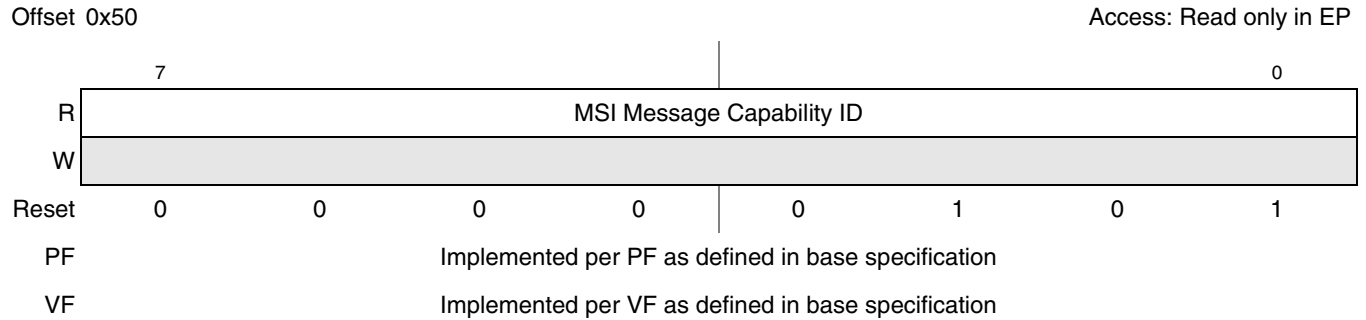 Offset 0x50 Access: Read only in EP
7 0
R MSI Message Capability ID
W
Reset 0 0 0 0 0 1 0 1
PF Implemented per PF as defined in base specification
VF Implemented per VF as defined in base specification